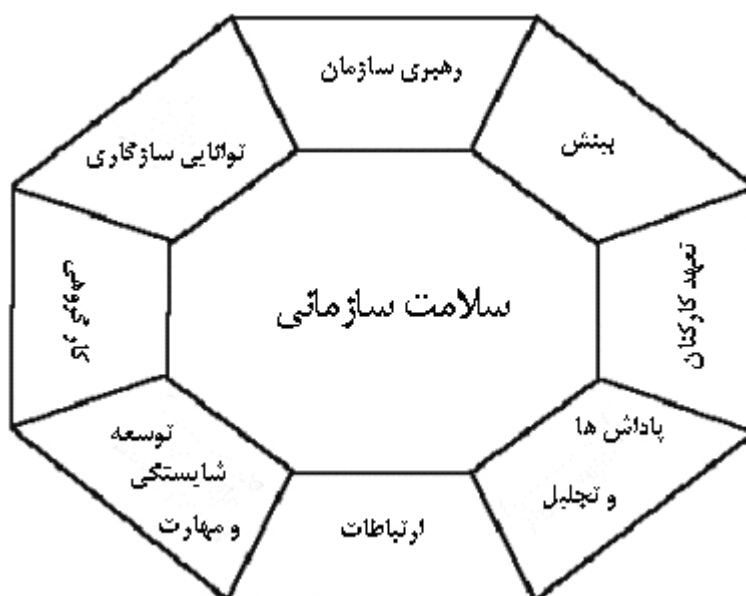 رهبری سازمان
بینش
توانایی سازگاری
تعهد کارکنان
سلامت سازمانی
کار گروهی
پاداش ها
و تجلیل
توسعه
شایستگی
و مهارت
ارتباطات